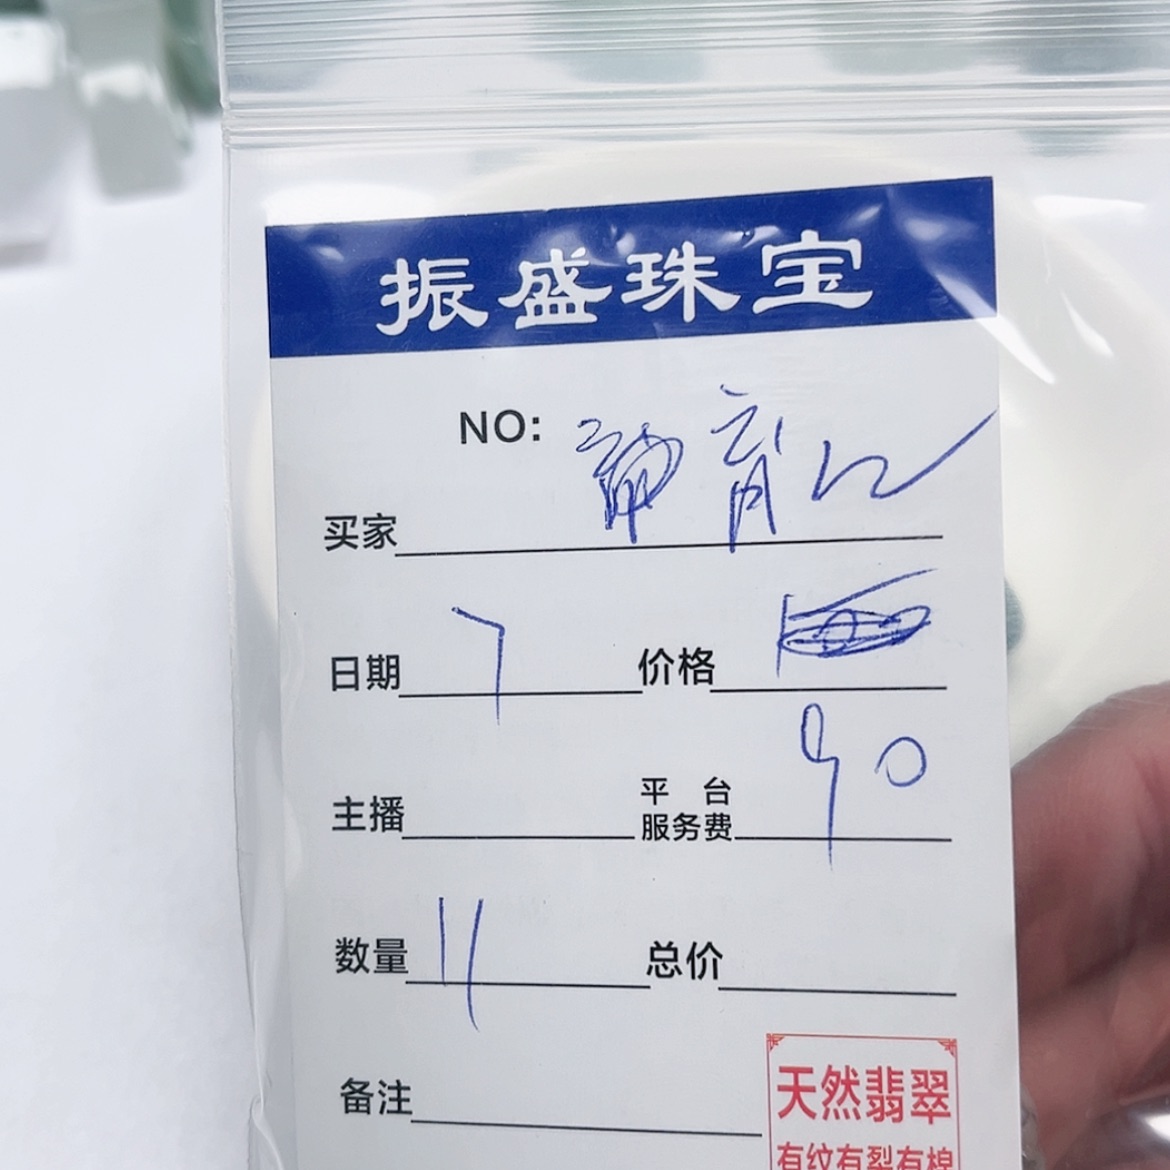 振盛珠宝
NO:
买家
日期 7 价格
主播 平台服务费 90
数量 11 总价
备注
天然翡翠
有纹有裂有棉